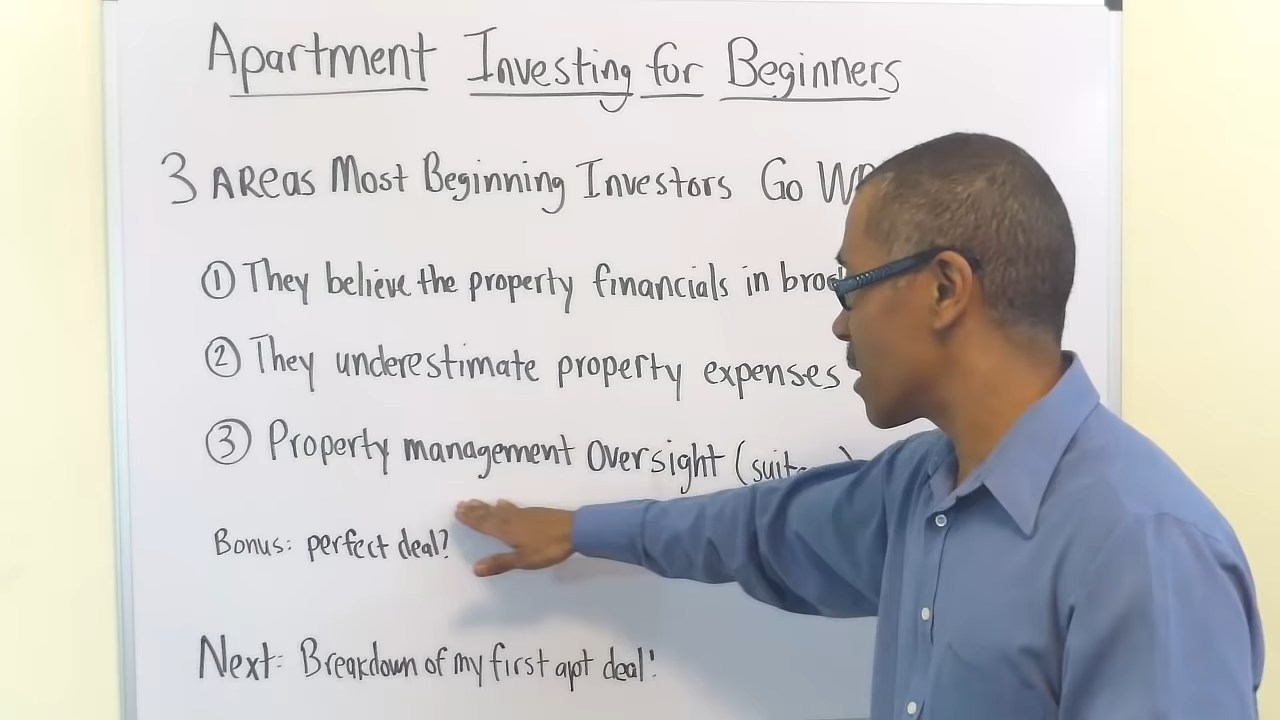 Apartment Investing for Beginners
3 AREAS Most Beginning Investors Go
① They believe the property financials in
② They underestimate property expenses
③ Property management Oversight
Bonus: perfect deal?
Next: Breakdown of my first apt deal!